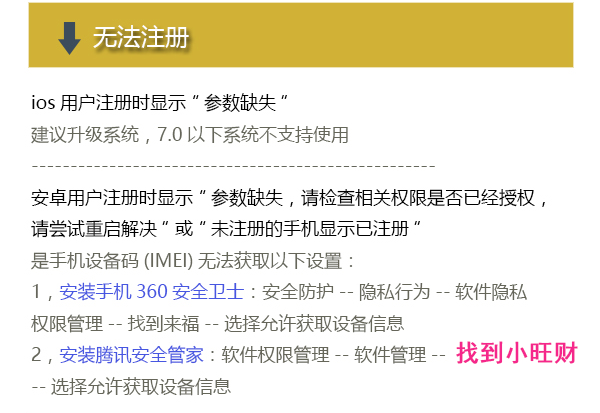 无法注册
ios 用户注册时显示 " 参数缺失 "
建议升级系统，7.0 以下系统不支持使用
----------------------------------------------------
安卓用户注册时显示 " 参数缺失，请检查相关权限是否已经授权，
请尝试重启解决 " 或 " 未注册的手机显示已注册 "
是手机设备码 (IMEI) 无法获取以下设置：
1，安装手机 360 安全卫士：安全防护 -- 隐私行为 -- 软件隐私
权限管理 -- 找到来福 -- 选择允许获取设备信息
2，安装腾讯安全管家：软件权限管理 -- 软件管理 -- 找到小旺财
-- 选择允许获取设备信息